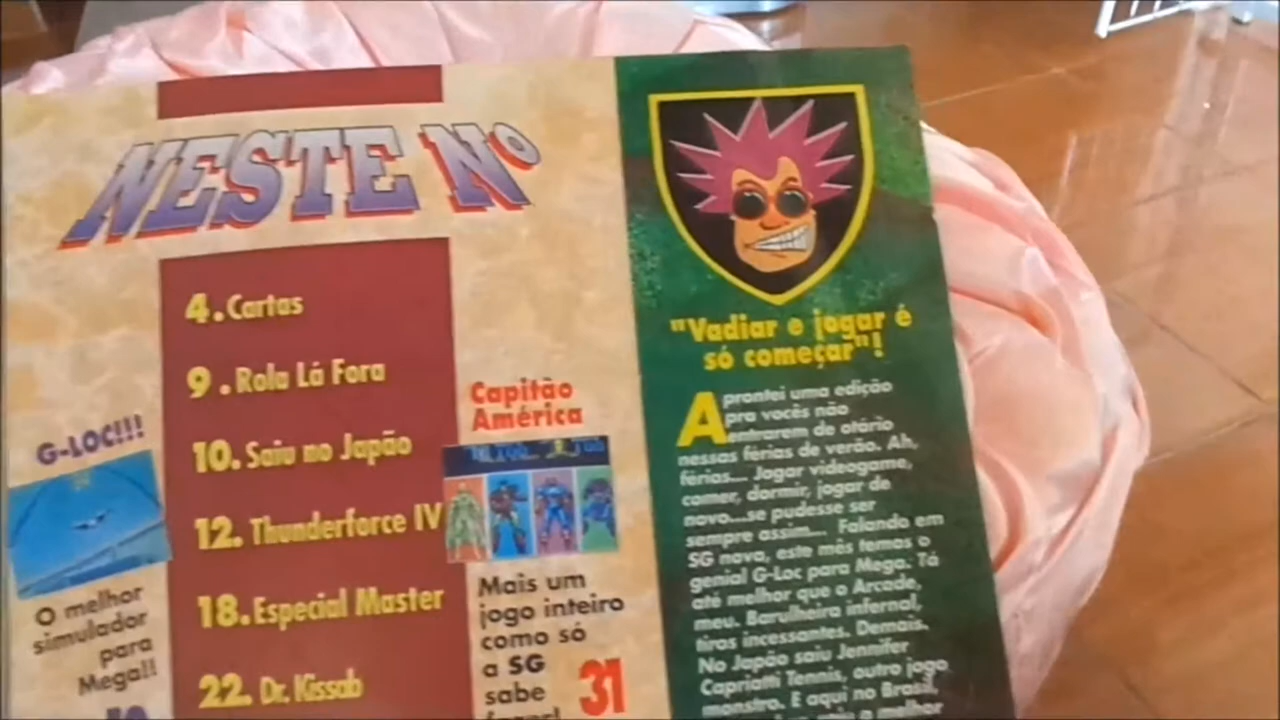 NESTE Nº
4. Cartas
9. Rola Lá Fora
10. Saiu no Japão
12. Thunderforce IV
18. Especial Master
22. Dr. Kissab
G-LOC!!!
O melhor
simulador
para
Mega!!
Capitão
América
Mais um
jogo inteiro
como só
a SG
sabe
fazer!
31
"Vadiar e jogar é
só começar"!
Aprontei uma edição
pra vocês não
entrarem de otário
nessas férias de verão. Ah,
férias... Jogar videogame,
comer, dormir, jogar de
novo...se pudesse ser
sempre assim... Falando em
SG nova, este mês temos o
genial G-Loc para Mega. Tá
até melhor que o Arcade,
meu. Barulheira infernal,
tiros incessantes. Demais.
No Japão saiu Jennifer
Capriatti Tennis, outro jogo
monstro. E aqui no Brasil,
o melhor